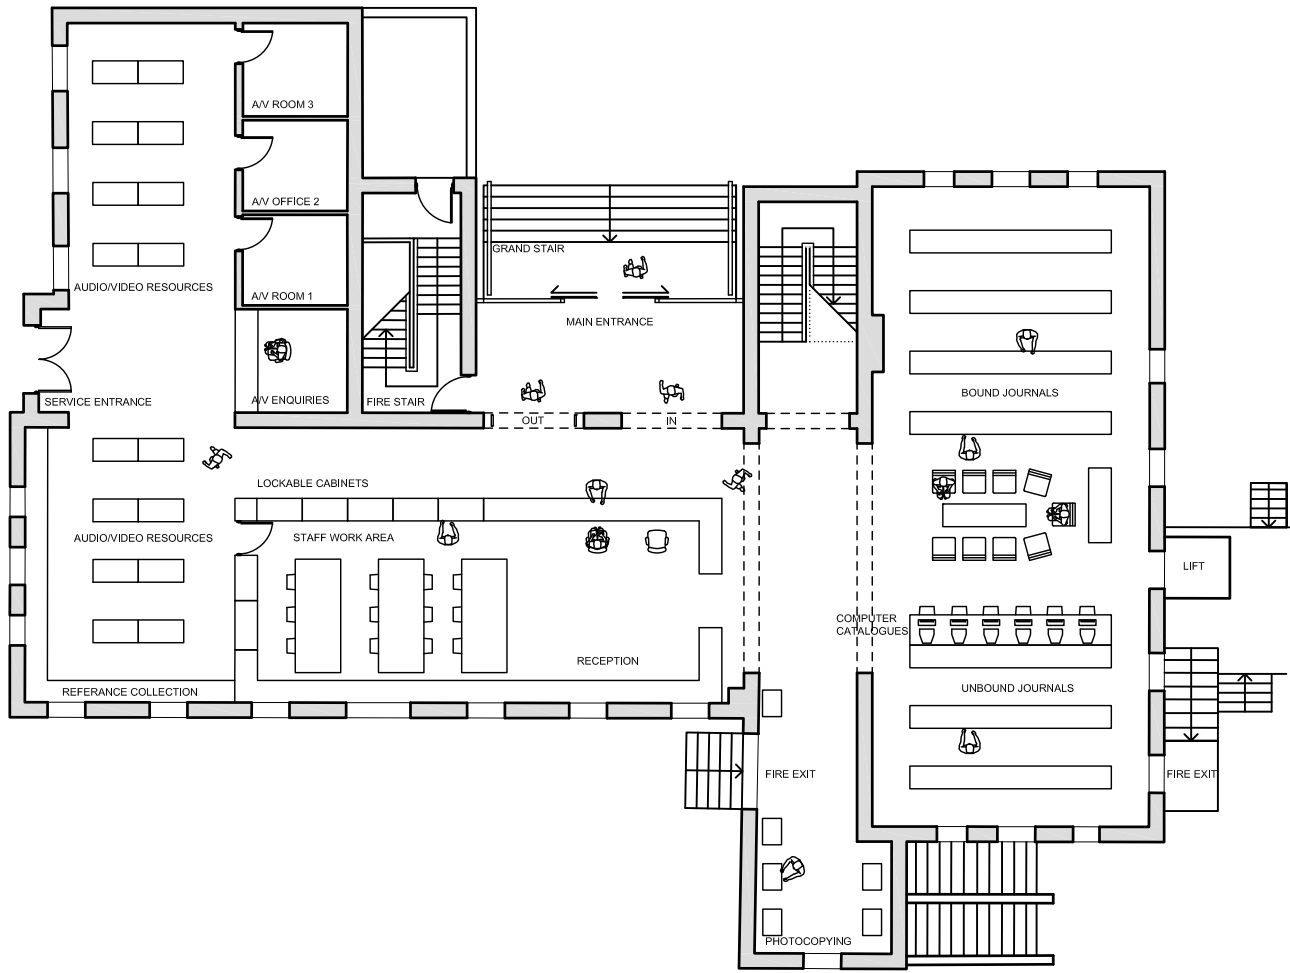 A/V ROOM 3
A/V OFFICE 2
GRAND STAIR
AUDIO/VIDEO RESOURCES
A/V ROOM 1
MAIN ENTRANCE
BOUND JOURNALS
SERVICE ENTRANCE
A/V ENQUIRIES
FIRE STAIR
OUT
IN
LOCKABLE CABINETS
AUDIO/VIDEO RESOURCES
STAFF WORK AREA
LIFT
COMPUTER
CATALOGUES
RECEPTION
REFERANCE COLLECTION
UNBOUND JOURNALS
FIRE EXIT
FIRE EXIT
PHOTOCOPYING